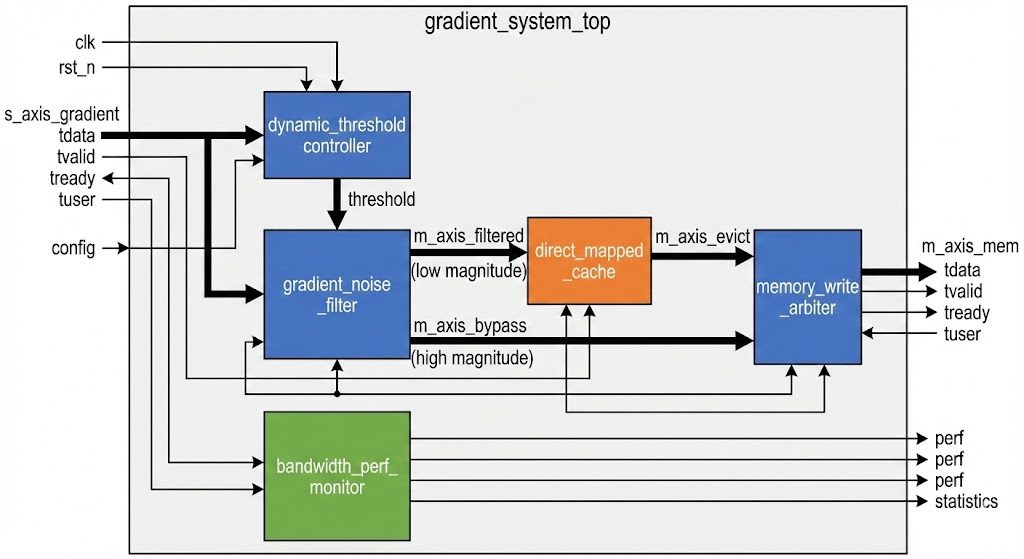 gradient_system_top
clk
rst_n
s_axis_gradient
tdata
tvalid
tready
tuser
config
dynamic_threshold
controller
threshold
gradient_noise
_filter
m_axis_filtered
(low magnitude)
m_axis_bypass
(high magnitude)
direct_mapped
_cache
m_axis_evict
memory_write
_arbiter
m_axis_mem
tdata
tvalid
tready
tuser
bandwidth_perf_
monitor
perf
perf
perf
statistics